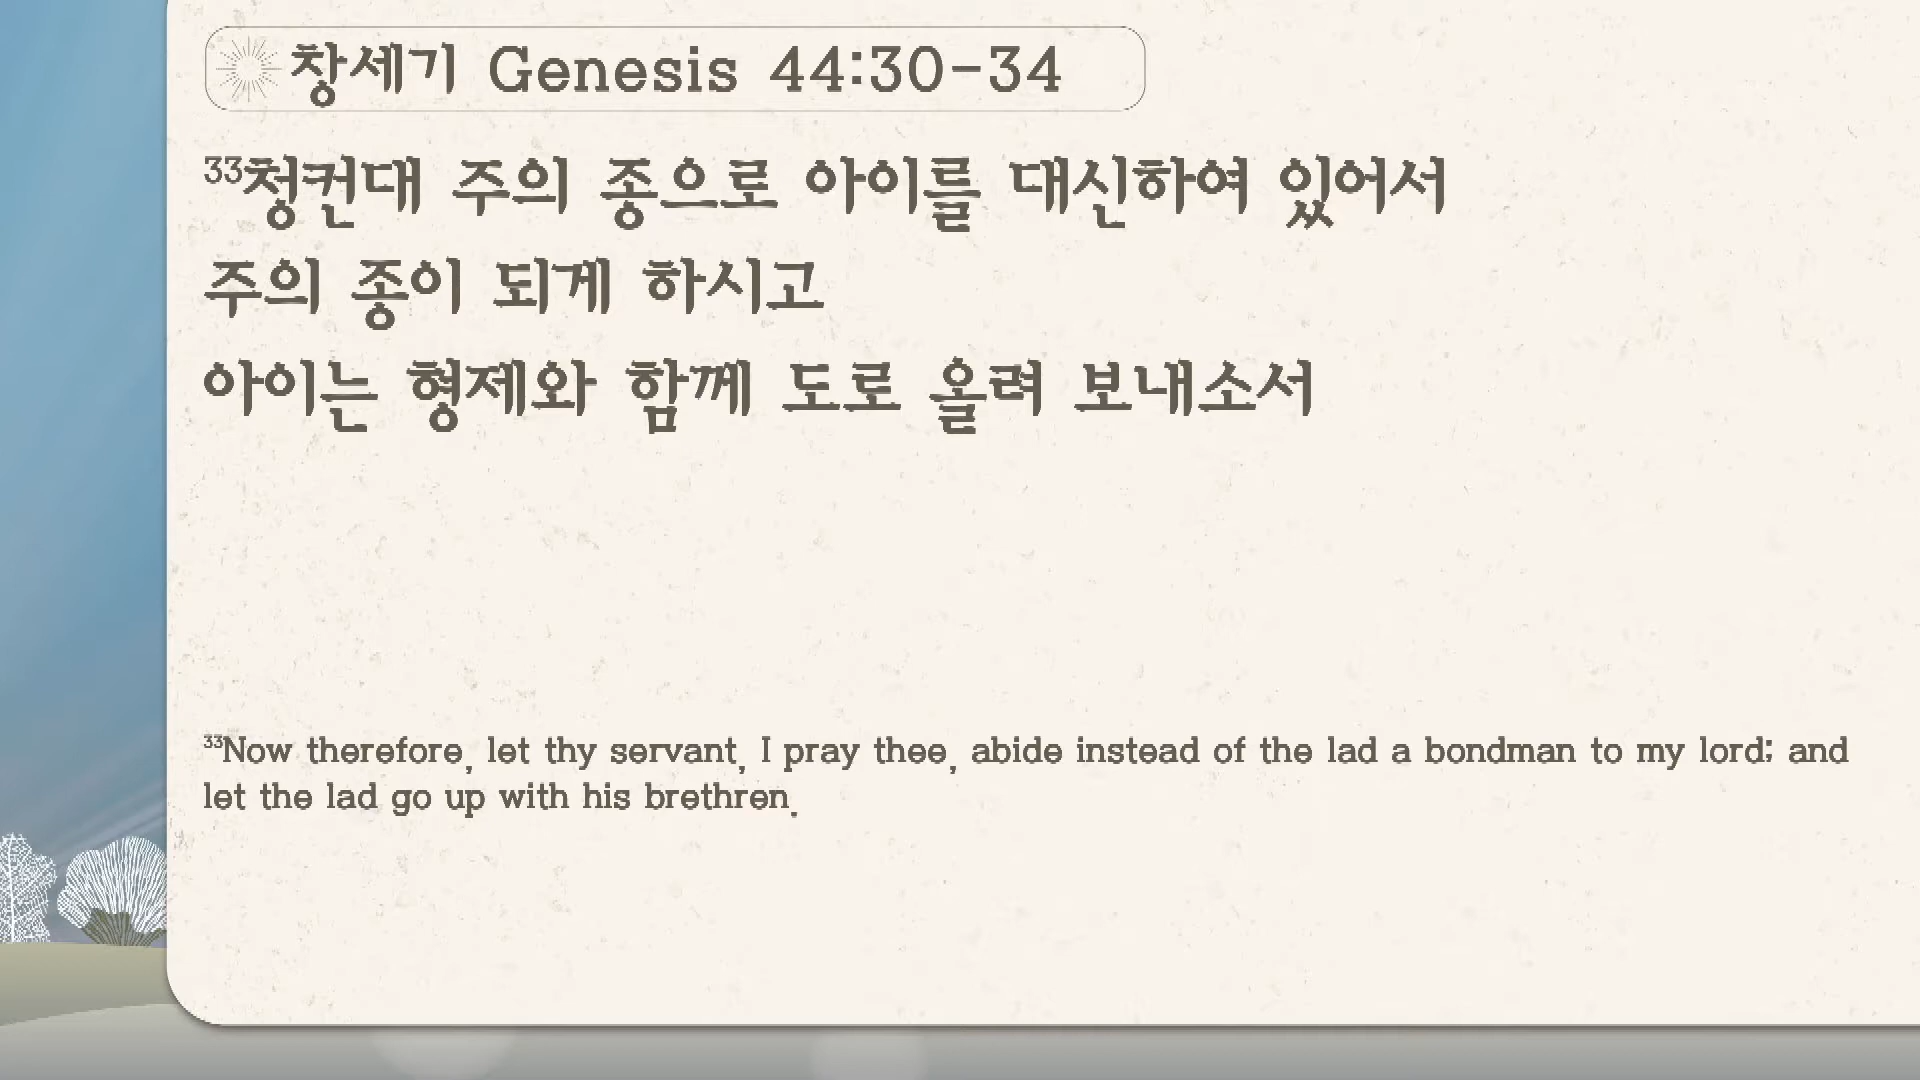 창세기 Genesis 44:30-34
33청컨대 주의 종으로 아이를 대신하여 있어서
주의 종이 되게 하시고
아이는 형제와 함께 도로 올려 보내소서
33Now therefore, let thy servant, I pray thee, abide instead of the lad a bondman to my lord; and
let the lad go up with his brethren.